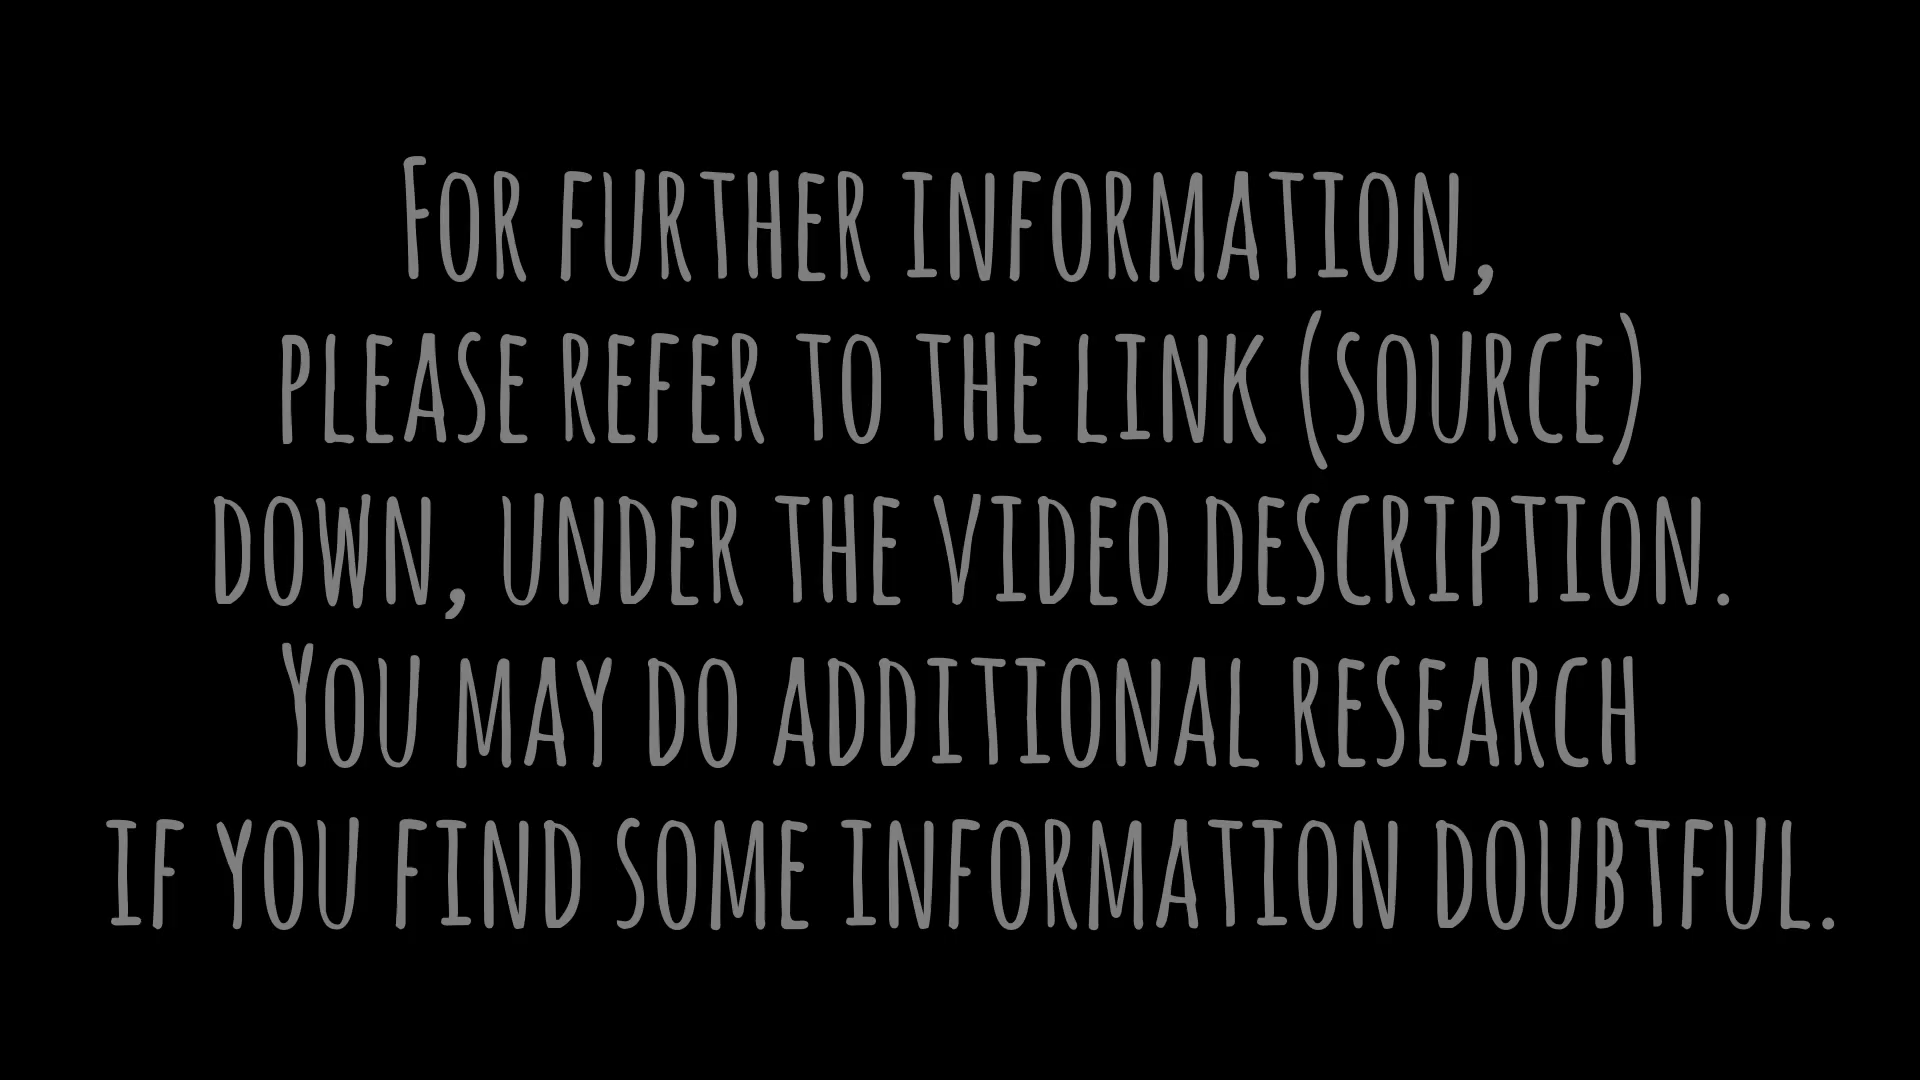 For further information,
please refer to the link (source)
down, under the video description.
You may do additional research
if you find some information doubtful.